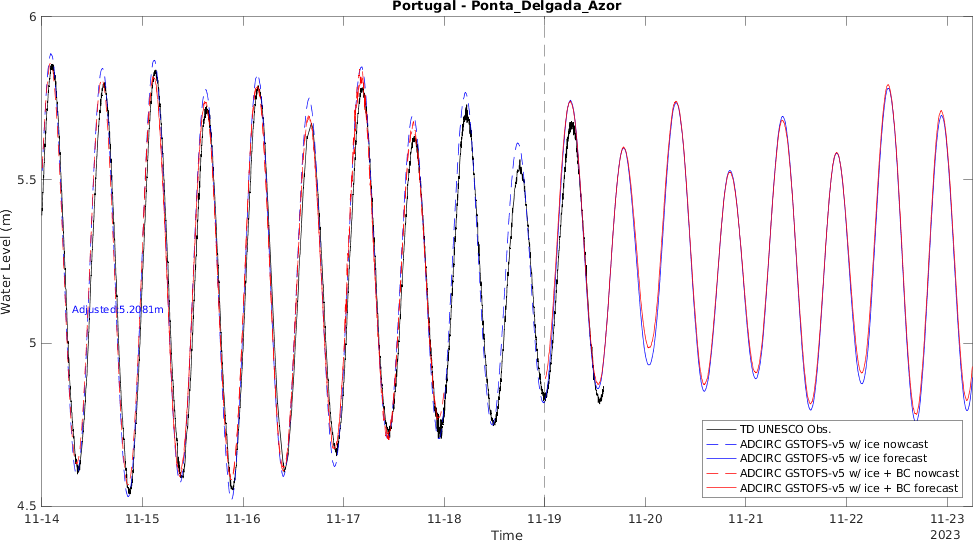 Portugal - Ponta_Delgada_Azor
6
5.5
5
4.5
Water Level (m)
Adjusted:5.2081m
TD UNESCO Obs.
ADCIRC GSTOFS-v5 w/ ice nowcast
ADCIRC GSTOFS-v5 w/ ice forecast
ADCIRC GSTOFS-v5 w/ ice + BC nowcast
ADCIRC GSTOFS-v5 w/ ice + BC forecast
11-14 11-15 11-16 11-17 11-18 11-19 11-20 11-21 11-22 11-23
Time
2023